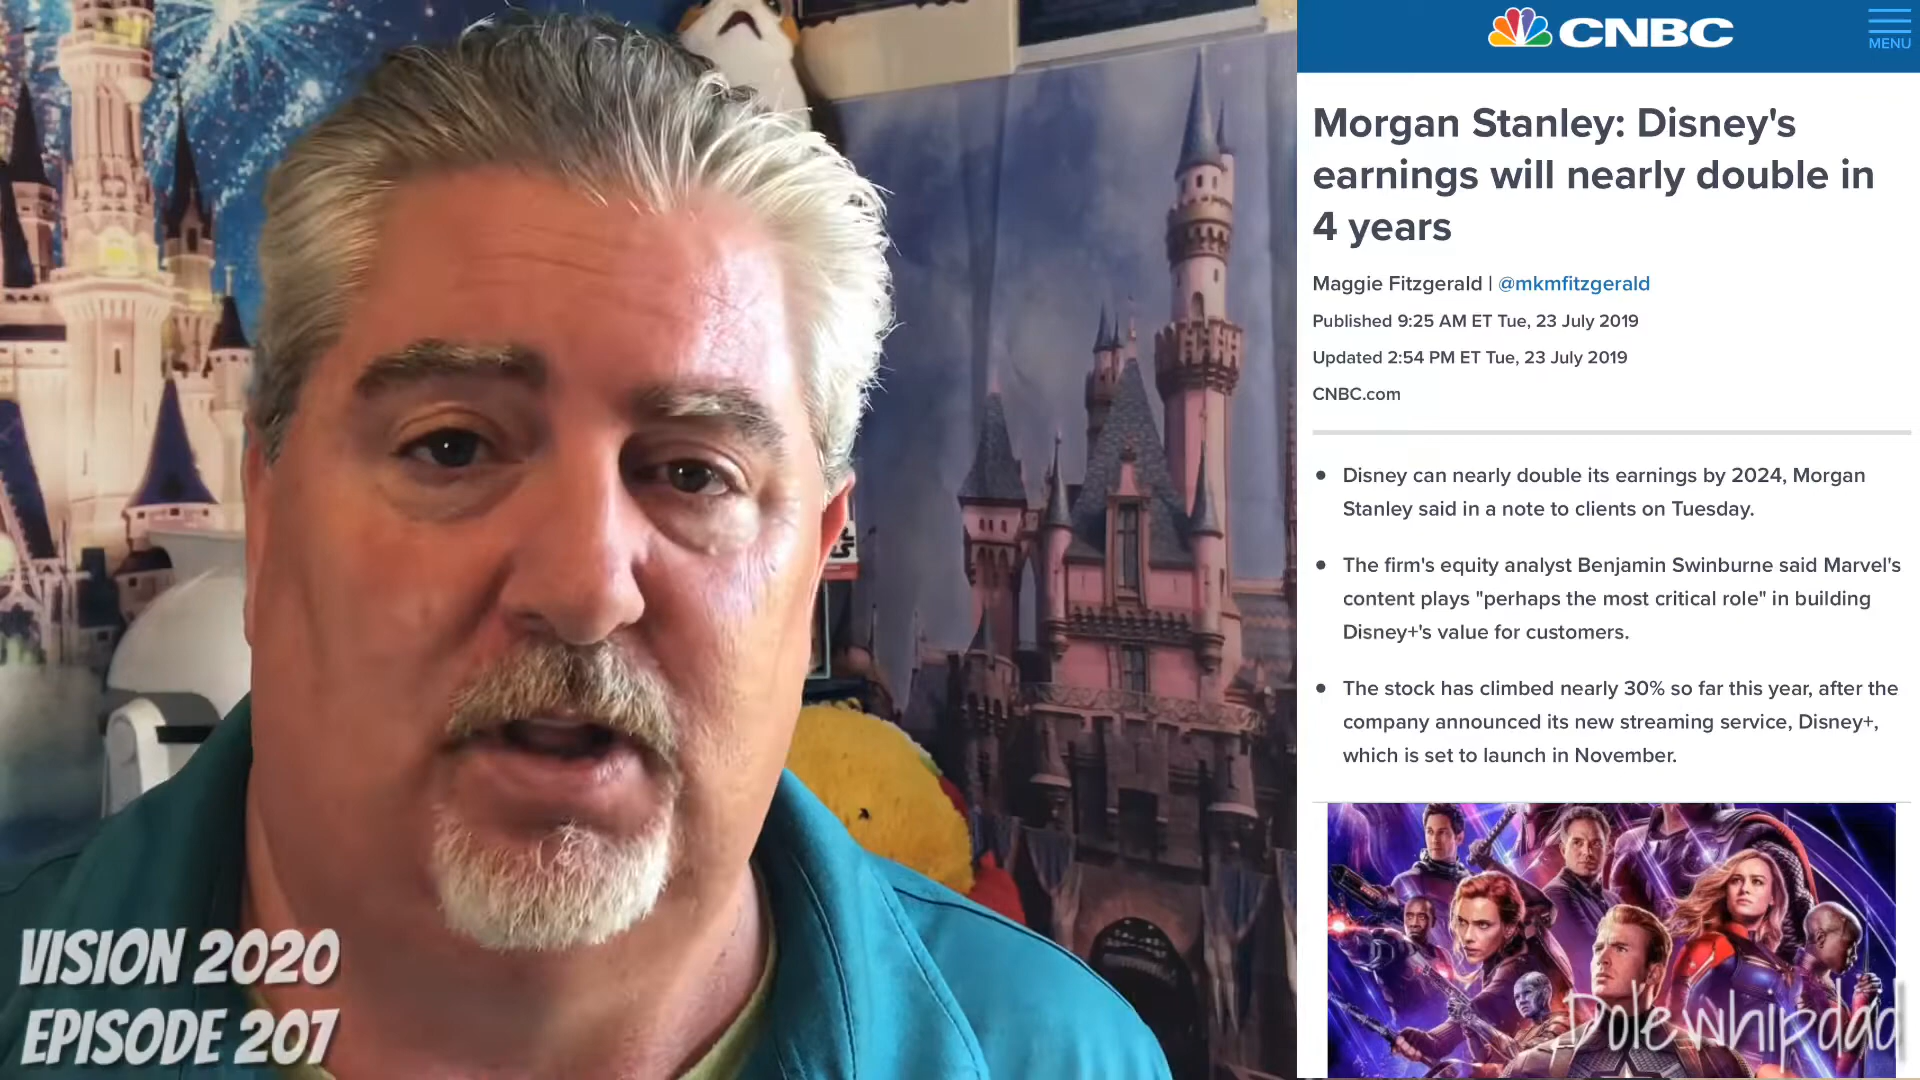 CNBC
MENU
Morgan Stanley: Disney's
earnings will nearly double in
4 years
Maggie Fitzgerald | @mkmfitzgerald
Published 9:25 AM ET Tue, 23 July 2019
Updated 2:54 PM ET Tue, 23 July 2019
CNBC.com
• Disney can nearly double its earnings by 2024, Morgan
Stanley said in a note to clients on Tuesday.
• The firm's equity analyst Benjamin Swinburne said Marvel's
content plays "perhaps the most critical role" in building
Disney+'s value for customers.
• The stock has climbed nearly 30% so far this year, after the
company announced its new streaming service, Disney+,
which is set to launch in November.
VISION 2020
EPISODE 207
Dolewhipdad